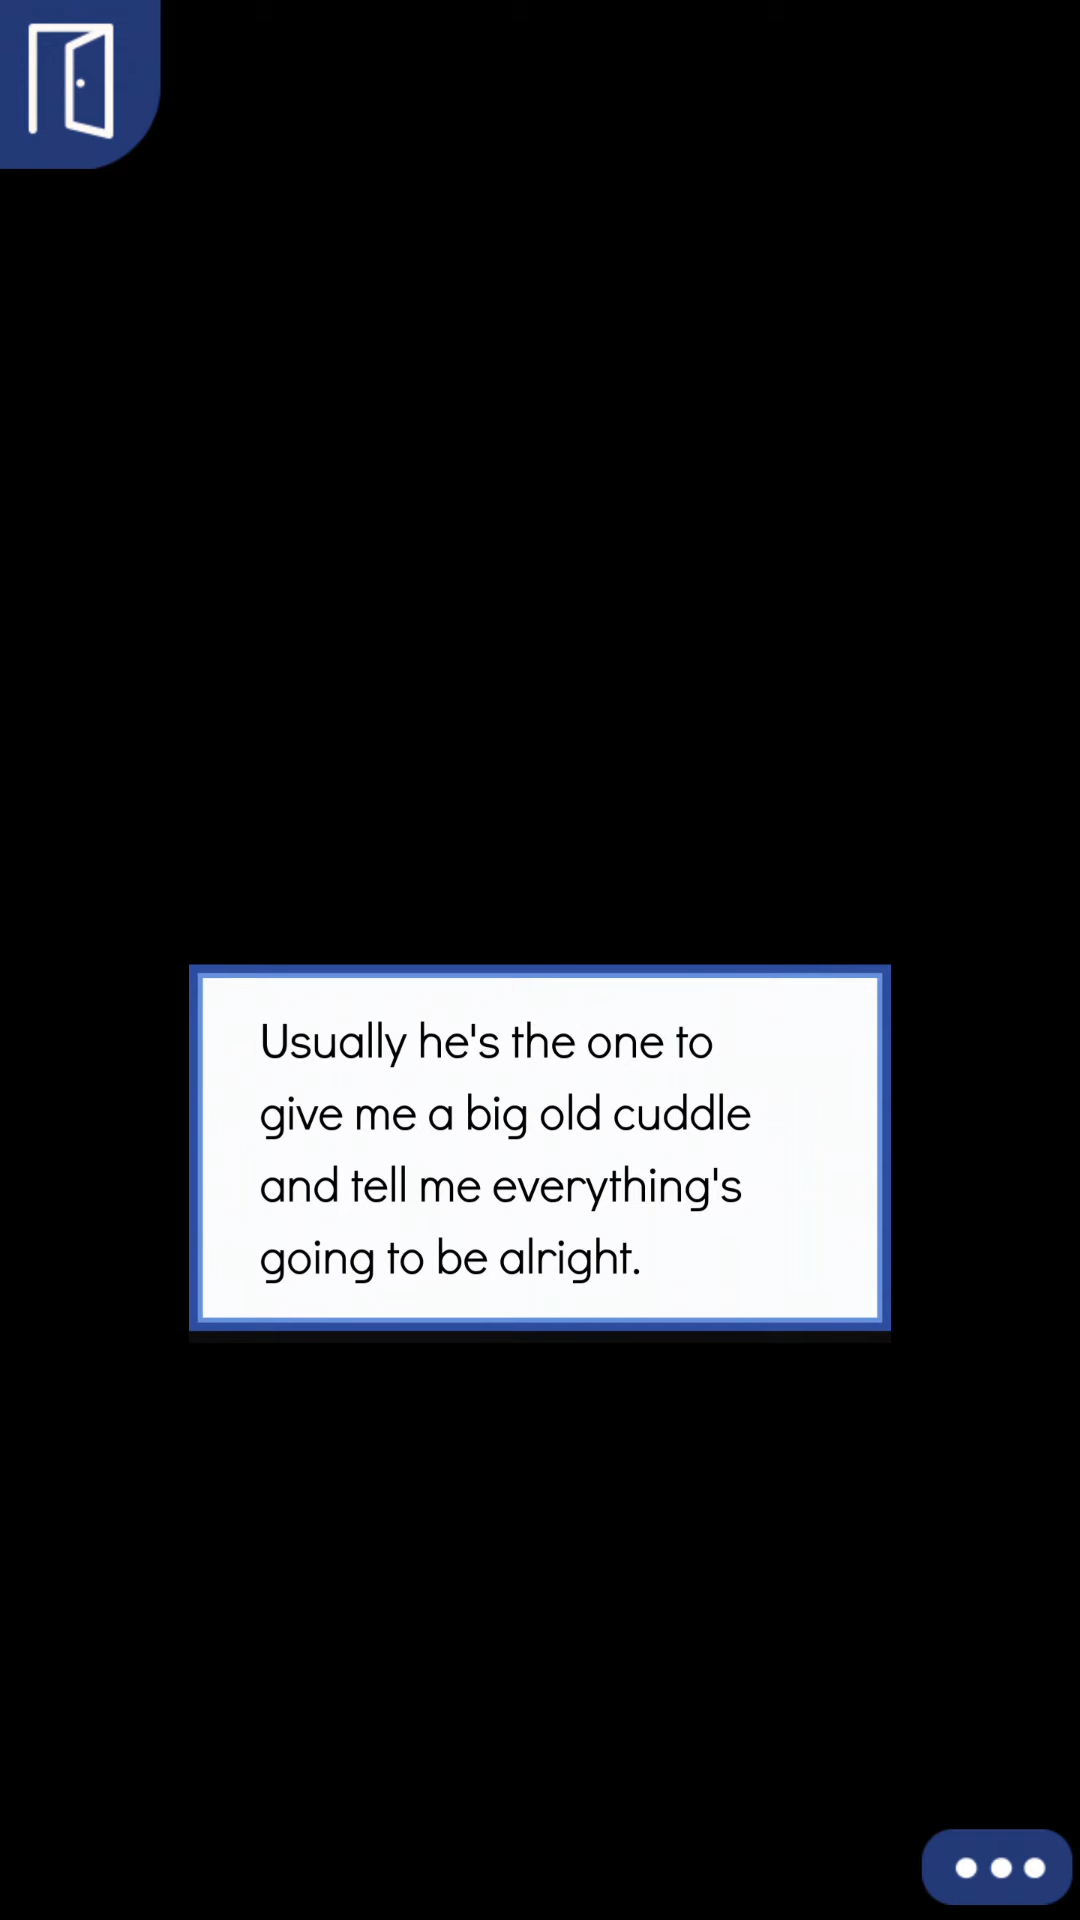 Usually he's the one to
give me a big old cuddle
and tell me everything's
going to be alright.